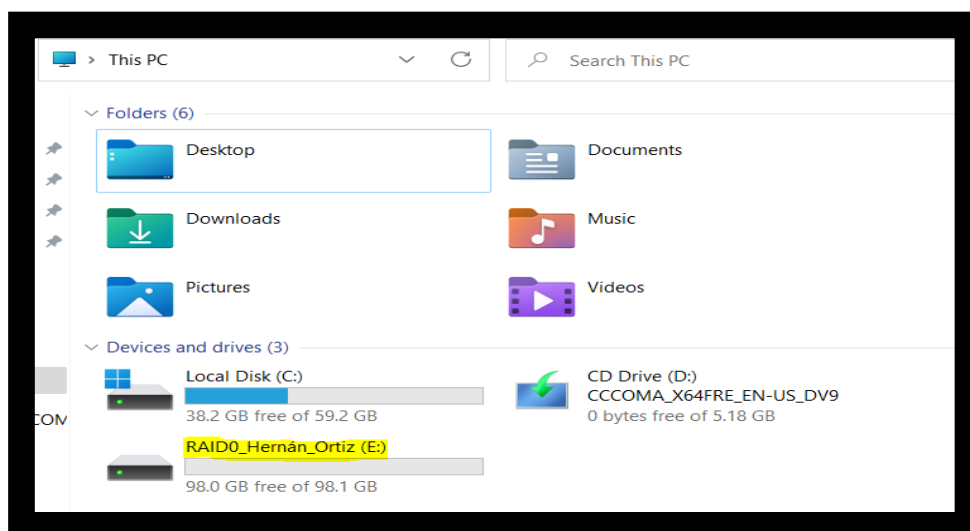 This PC
Search This PC
Folders (6)
Desktop
Documents
Downloads
Music
Pictures
Videos
Devices and drives (3)
Local Disk (C:)
38.2 GB free of 59.2 GB
CD Drive (D:)
CCCOMA_X64FRE_EN-US_DV9
0 bytes free of 5.18 GB
COM
RAID0_Hernán_Ortiz (E:)
98.0 GB free of 98.1 GB